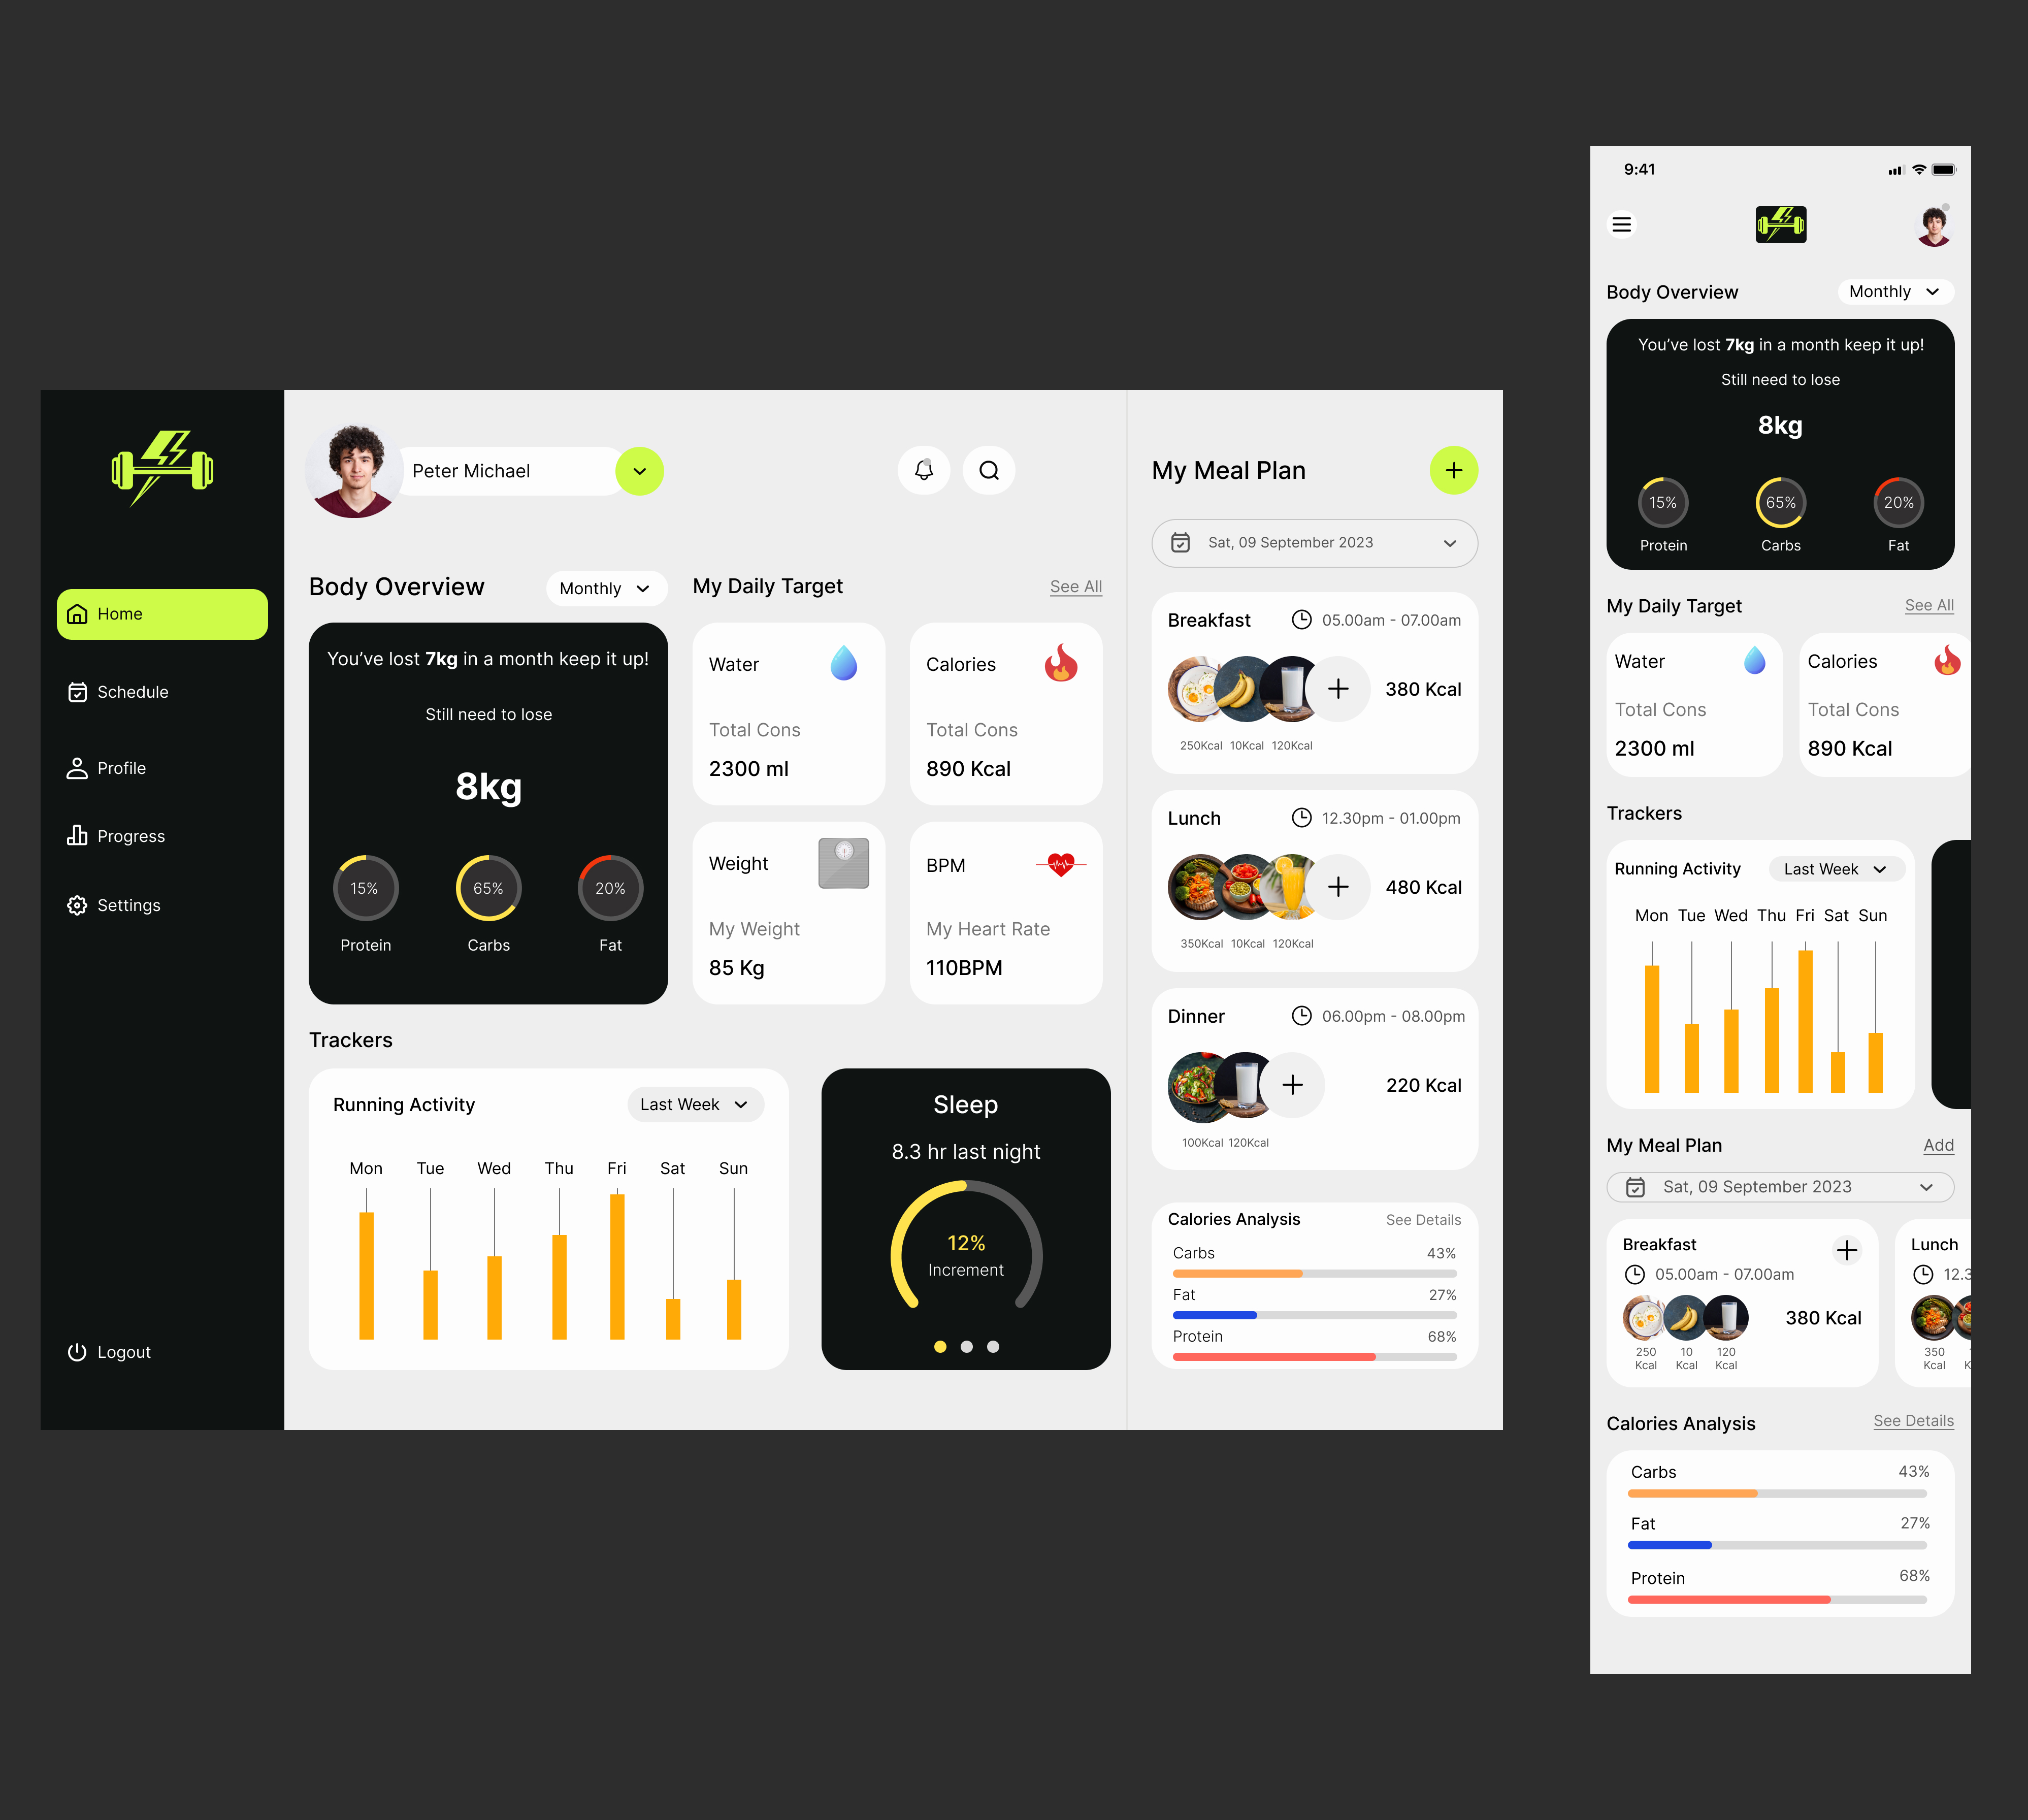 Home
Schedule
Profile
Progress
Settings
Logout
Peter Michael
Body Overview
Monthly
You've lost 7kg in a month keep it up!
Still need to lose
8kg
15%
65%
20%
Protein
Carbs
Fat
My Daily Target
See All
Water
Total Cons
2300 ml
Calories
Total Cons
890 Kcal
Weight
My Weight
85 Kg
BPM
My Heart Rate
110BPM
Trackers
Running Activity
Last Week
Mon Tue Wed Thu Fri Sat Sun
Sleep
8.3 hr last night
12%
Increment
My Meal Plan
Sat, 09 September 2023
Breakfast
05.00am - 07.00am
380 Kcal
250Kcal 10Kcal 120Kcal
Lunch
12.30pm - 01.00pm
480 Kcal
350Kcal 10Kcal 120Kcal
Dinner
06.00pm - 08.00pm
220 Kcal
100Kcal 120Kcal
Calories Analysis
See Details
Carbs 43%
Fat 27%
Protein 68%
9:41
Body Overview
Monthly
You've lost 7kg in a month keep it up!
Still need to lose
8kg
15%
65%
20%
Protein
Carbs
Fat
My Daily Target
See All
Water
Total Cons
2300 ml
Calories
Total Cons
890 Kcal
Trackers
Running Activity
Last Week
Mon Tue Wed Thu Fri Sat Sun
My Meal Plan
Add
Sat, 09 September 2023
Breakfast
05.00am - 07.00am
380 Kcal
250 10 120
Kcal Kcal Kcal
Lunch
12.3
350
Kcal
Calories Analysis
See Details
Carbs 43%
Fat 27%
Protein 68%